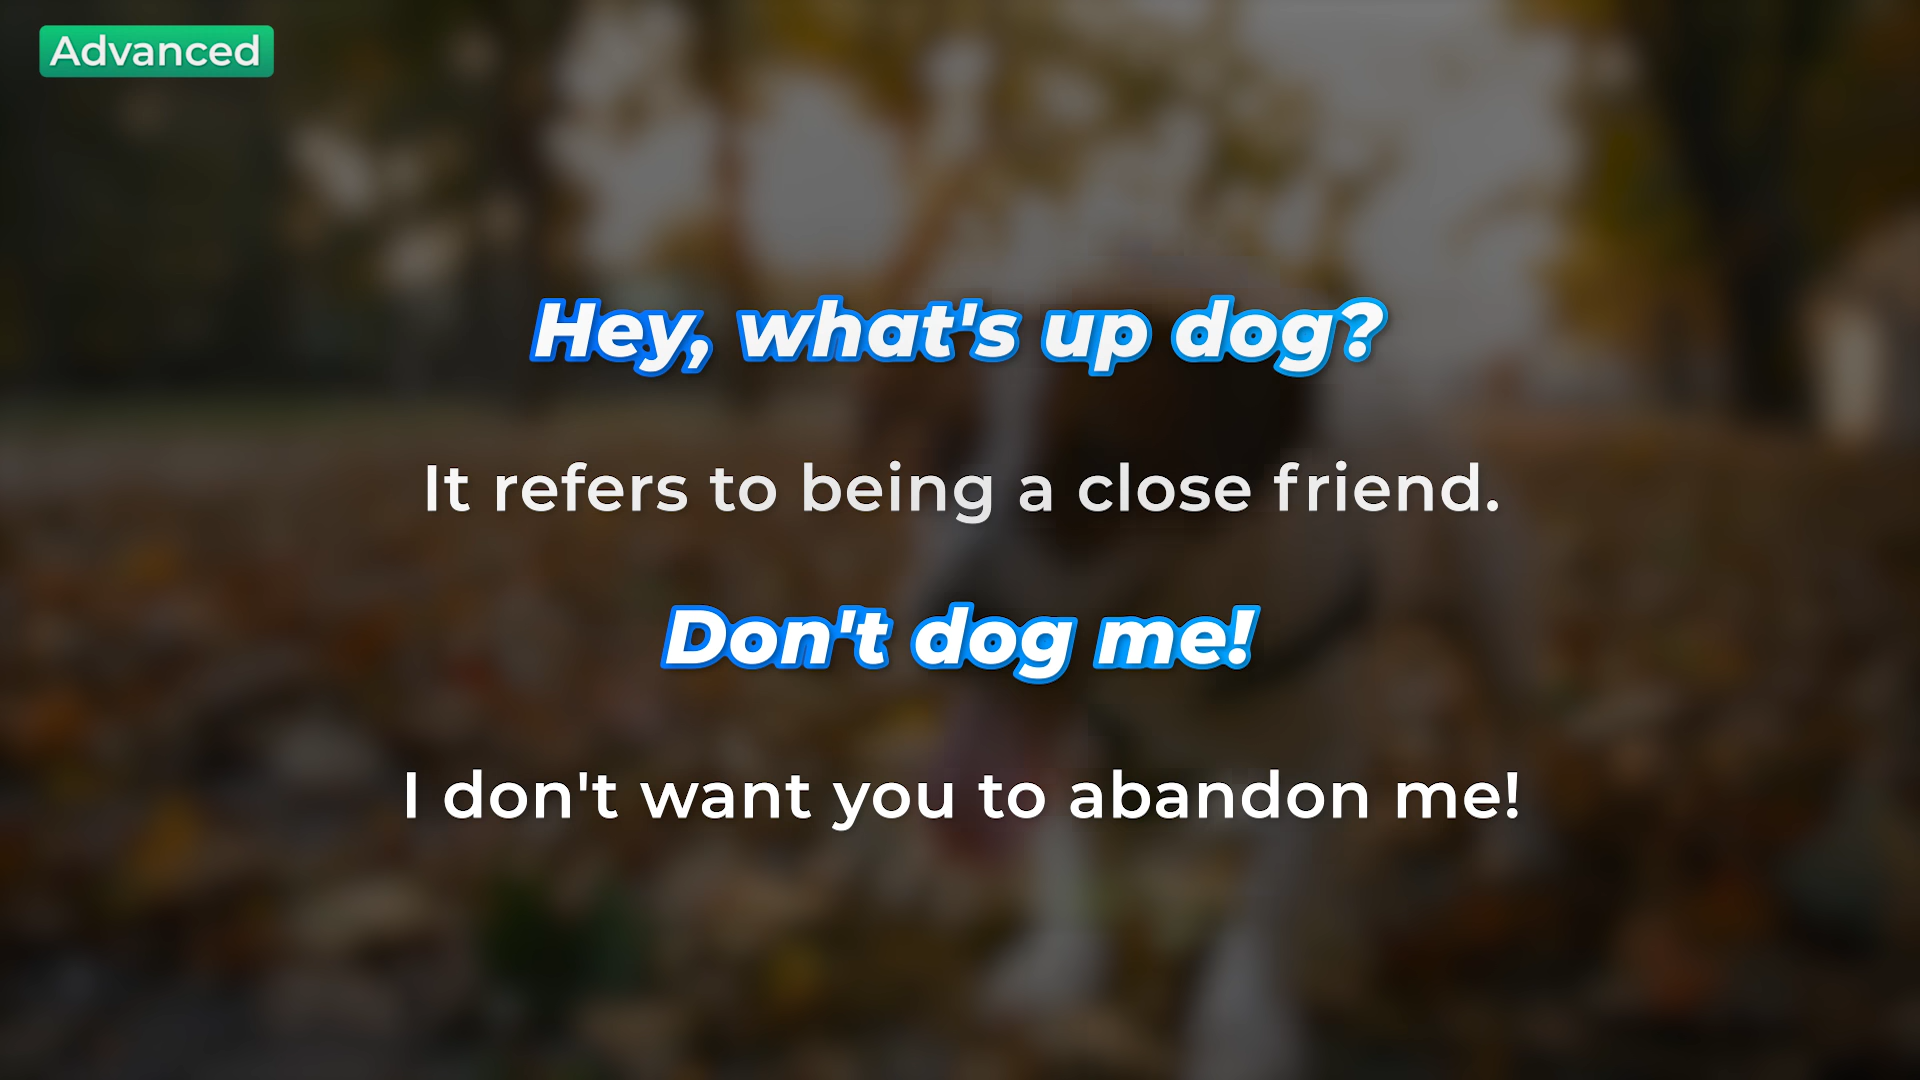 Advanced
Hey, what's up dog?
It refers to being a close friend.
Don't dog me!
I don't want you to abandon me!